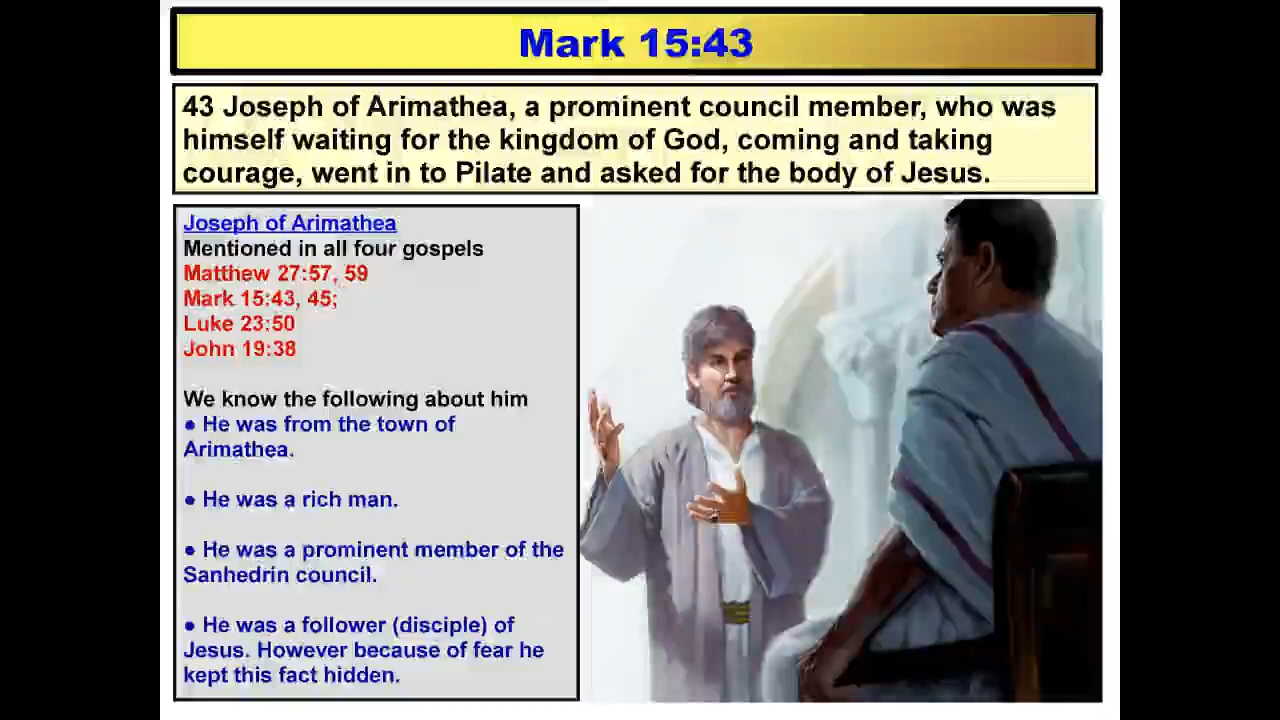 Mark 15:43
43 Joseph of Arimathea, a prominent council member, who was
himself waiting for the kingdom of God, coming and taking
courage, went in to Pilate and asked for the body of Jesus.
Joseph of Arimathea
Mentioned in all four gospels
Matthew 27:57, 59
Mark 15:43, 45;
Luke 23:50
John 19:38
We know the following about him
● He was from the town of
Arimathea.
● He was a rich man.
● He was a prominent member of the
Sanhedrin council.
● He was a follower (disciple) of
Jesus. However because of fear he
kept this fact hidden.